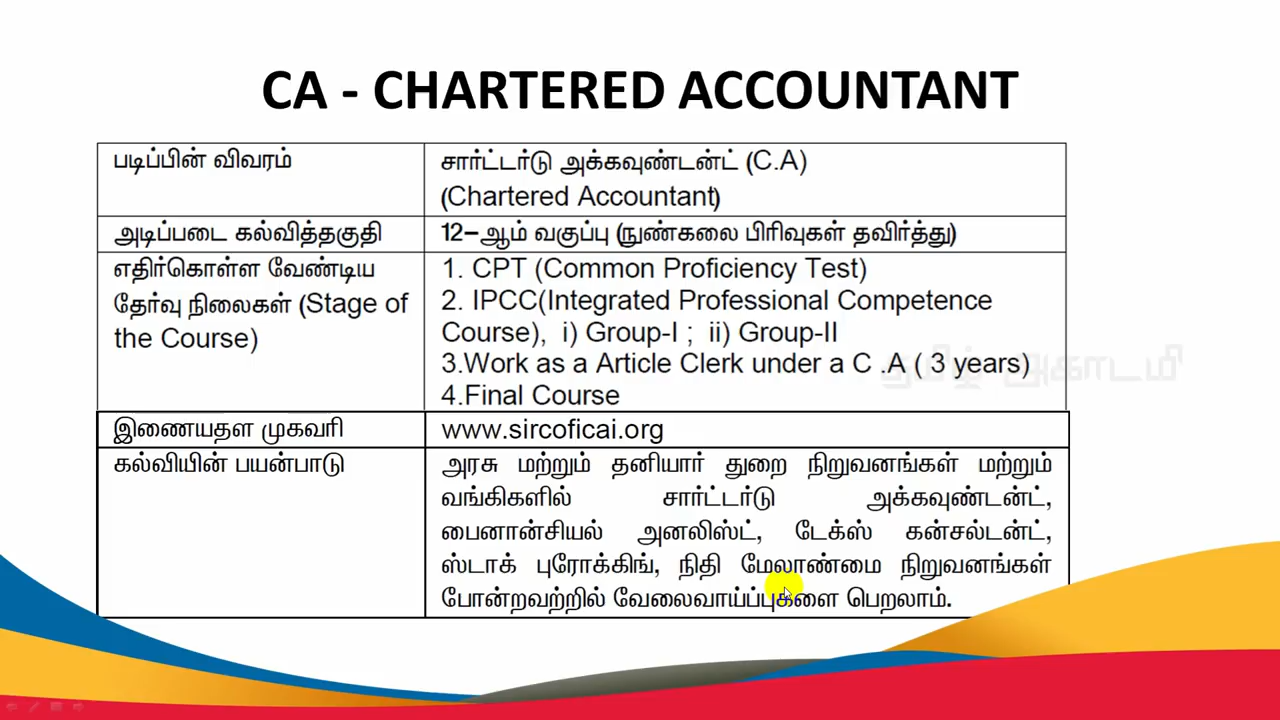 CA - CHARTERED ACCOUNTANT
படிப்பின் விவரம்
சார்ட்டர்டு அக்கவுண்டன்ட் (C.A)
(Chartered Accountant)
அடிப்படை கல்வித்தகுதி
12–ஆம் வகுப்பு (நுண்கலை பிரிவுகள் தவிர்த்து)
எதிர்கொள்ள வேண்டிய
தேர்வு நிலைகள் (Stage of
the Course)
1. CPT (Common Proficiency Test)
2. IPCC(Integrated Professional Competence
Course), i) Group-I ; ii) Group-II
3.Work as a Article Clerk under a C .A ( 3 years)
4.Final Course
தமிழ் அகாடமி
இணையதள முகவரி
www.sircoficai.org
கல்வியின் பயன்பாடு
அரசு மற்றும் தனியார் துறை நிறுவனங்கள் மற்றும்
வங்கிகளில் சார்ட்டர்டு அக்கவுண்டன்ட்,
பைனான்சியல் அனலிஸ்ட், டேக்ஸ் கன்சல்டன்ட்,
ஸ்டாக் புரோக்கிங், நிதி மேலாண்மை நிறுவனங்கள்
போன்றவற்றில் வேலைவாய்ப்புகளை பெறலாம்.